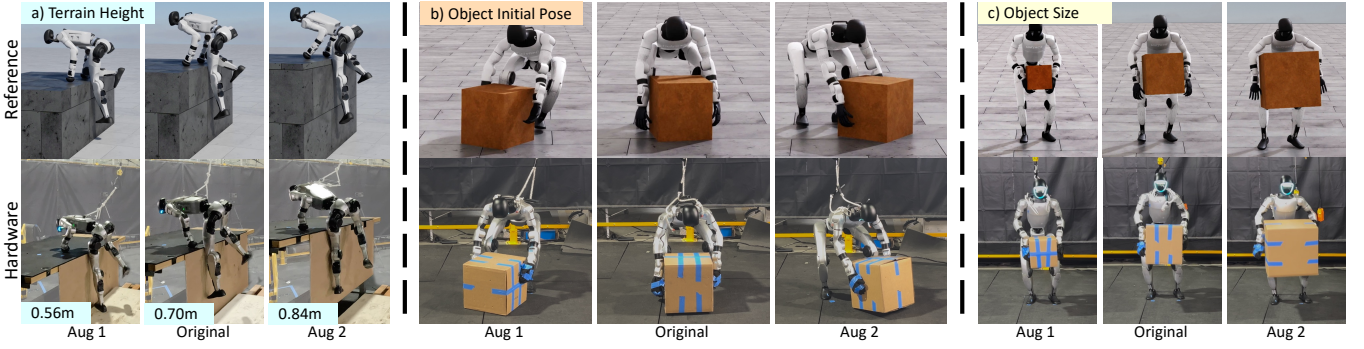 a) Terrain Height
b) Object Initial Pose
c) Object Size
Reference
Hardware
0.56m
0.70m
0.84m
Aug 1
Original
Aug 2
Aug 1
Original
Aug 2
Aug 1
Original
Aug 2